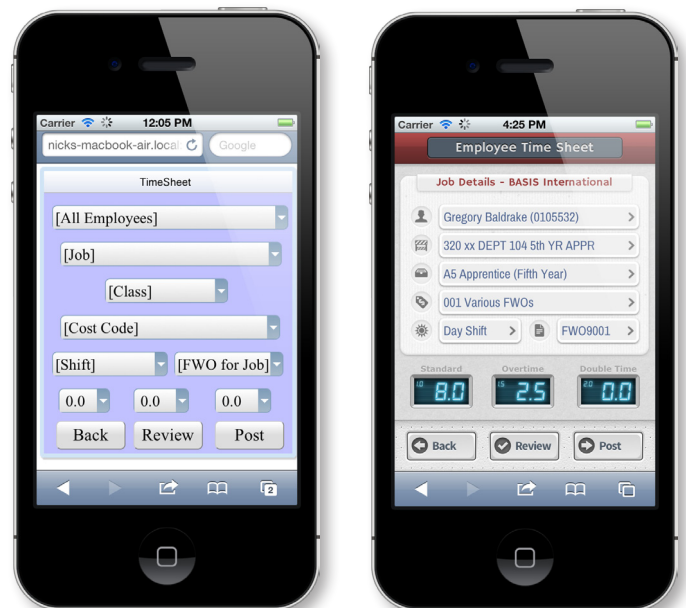 Carrier 12:05 PM
nicks-macbook-air.local Google
TimeSheet
[All Employees]
[Job]
[Class]
[Cost Code]
[Shift] [FWO for Job]
0.0 0.0 0.0
Back Review Post
2
Carrier 4:25 PM
Employee Time Sheet
Job Details - BASIS International
Gregory Baldrake (0105532)
320 xx DEPT 104 5th YR APPR
A5 Apprentice (Fifth Year)
001 Various FWOs
Day Shift FWO9001
Standard Overtime Double Time
10 8.0 15 2.5 20 0.0
Back Review Post